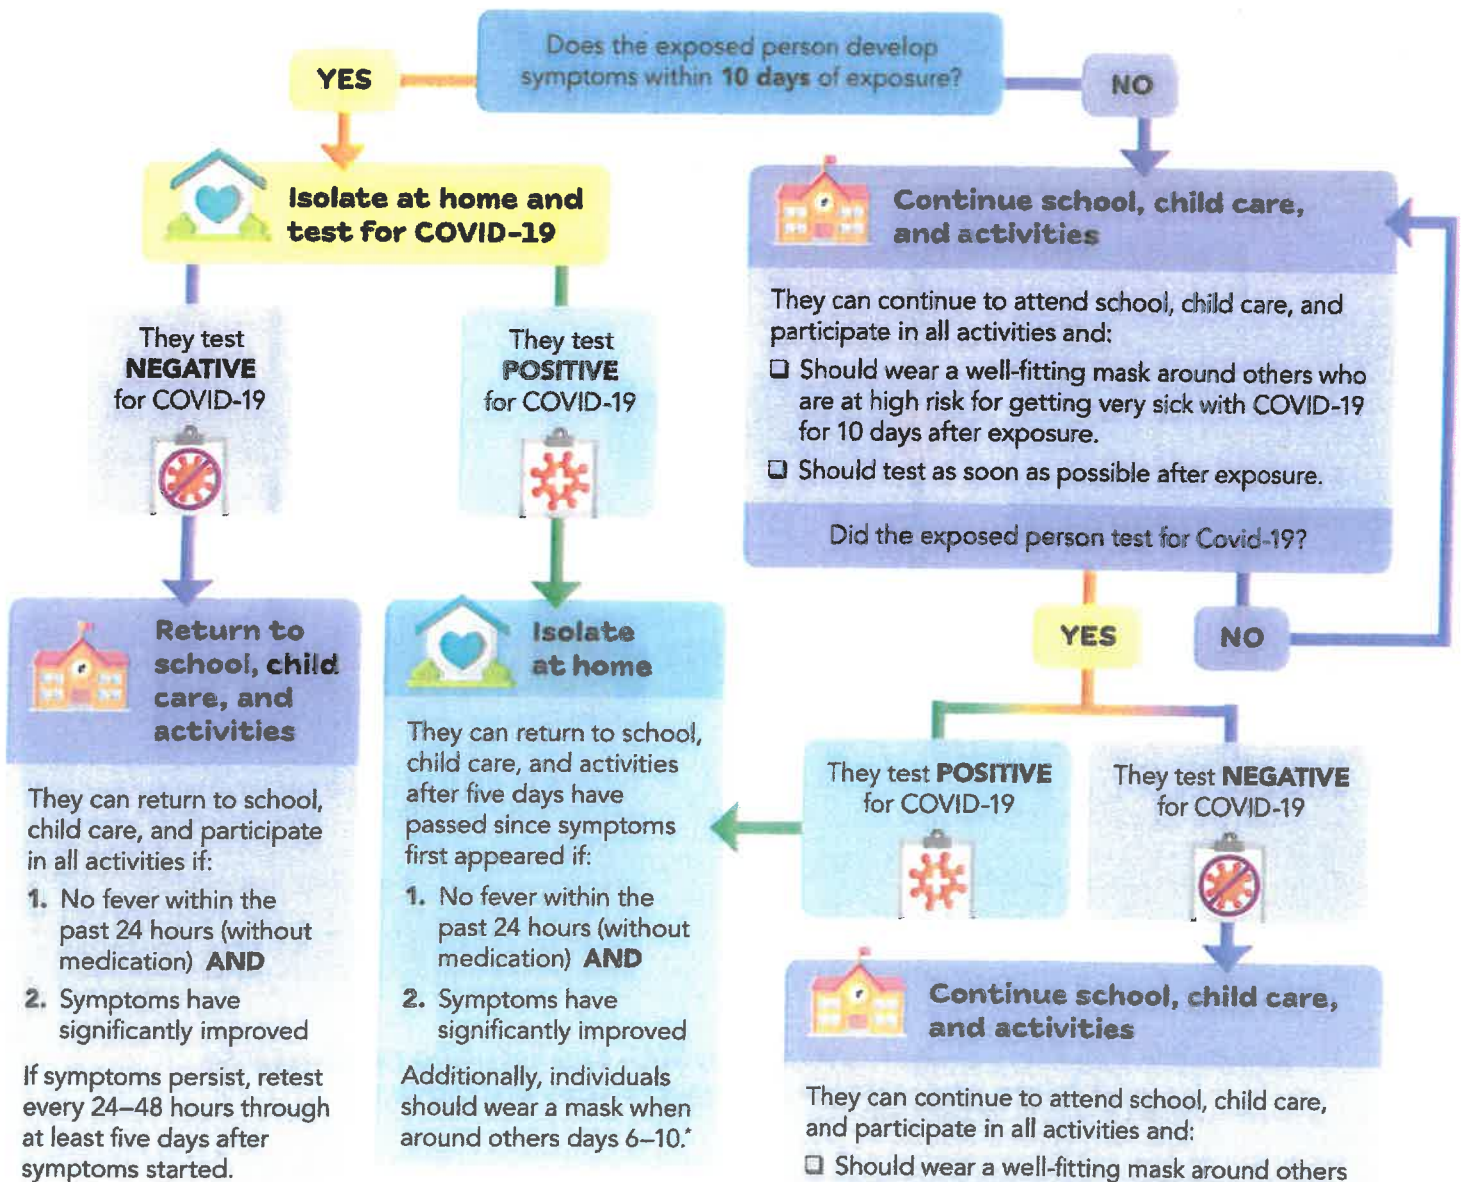 Does the exposed person develop
symptoms within 10 days of exposure?
YES
NO
Isolate at home and
test for COVID-19
They test
NEGATIVE
for COVID-19
They test
POSITIVE
for COVID-19
Continue school, child care,
and activities
They can continue to attend school, child care, and
participate in all activities and:
Should wear a well-fitting mask around others who
are at high risk for getting very sick with COVID-19
for 10 days after exposure.
Should test as soon as possible after exposure.
Did the exposed person test for Covid-19?
YES
NO
Return to
school, child
care, and
activities
They can return to school,
child care, and participate
in all activities if:
1. No fever within the
past 24 hours (without
medication) AND
2. Symptoms have
significantly improved
If symptoms persist, retest
every 24–48 hours through
at least five days after
symptoms started.
Isolate
at home
They can return to school,
child care, and activities
after five days have
passed since symptoms
first appeared if:
1. No fever within the
past 24 hours (without
medication) AND
2. Symptoms have
significantly improved
Additionally, individuals
should wear a mask when
around others days 6–10.*
They test POSITIVE
for COVID-19
They test NEGATIVE
for COVID-19
Continue school, child care,
and activities
They can continue to attend school, child care,
and participate in all activities and:
Should wear a well-fitting mask around others